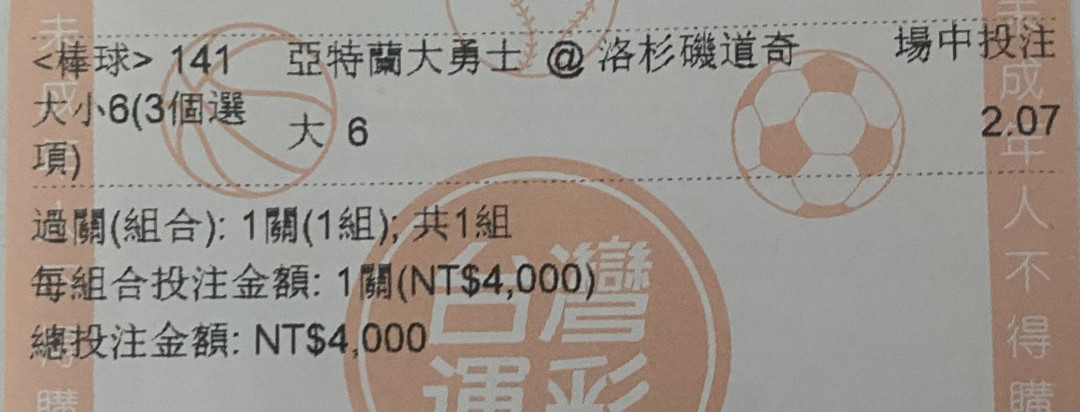 <棒球> 141 亞特蘭大勇士 @ 洛杉磯道奇 場中投注
大小6(3個選項) 大 6 2.07
過關(組合): 1關(1組); 共1組
每組合投注金額: 1關(NT$4,000)
總投注金額: NT$4,000
台灣
運彩
未成年人不得購